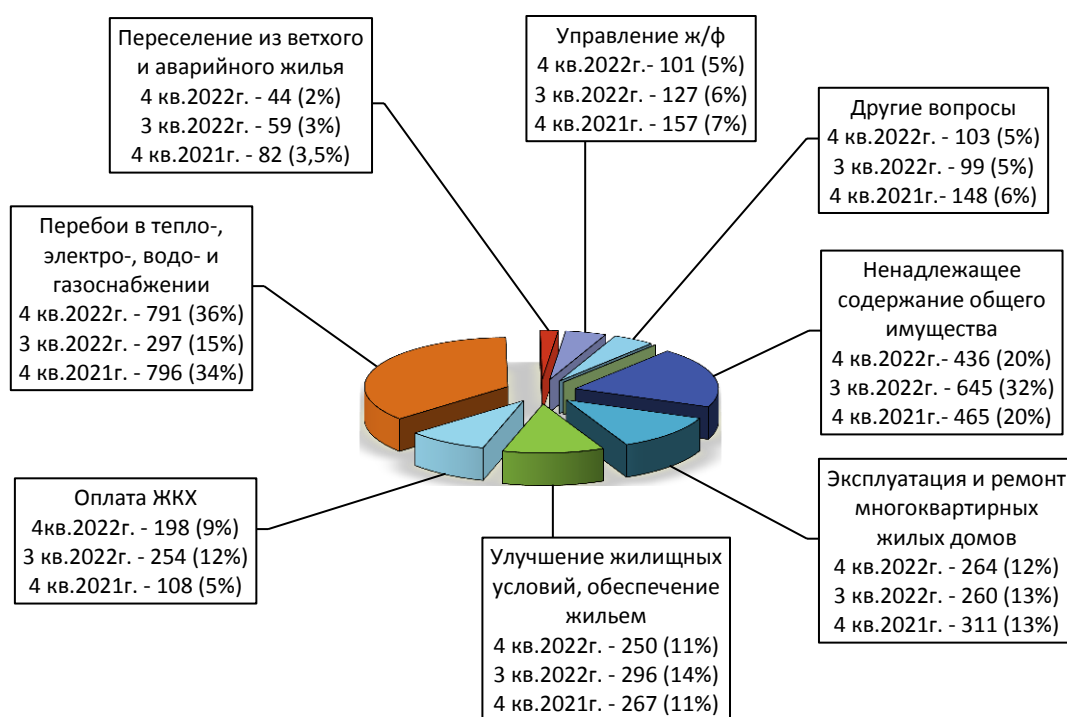 Переселение из ветхого
и аварийного жилья
4 кв.2022г. - 44 (2%)
3 кв.2022г. - 59 (3%)
4 кв.2021г. - 82 (3,5%)
Управление ж/ф
4 кв.2022г.- 101 (5%)
3 кв.2022г. - 127 (6%)
4 кв.2021г.- 157 (7%)
Другие вопросы
4 кв.2022г. - 103 (5%)
3 кв.2022г. - 99 (5%)
4 кв.2021г.- 148 (6%)
Перебои в тепло-,
электро-, водо- и
газоснабжении
4 кв.2022г. - 791 (36%)
3 кв.2022г. - 297 (15%)
4 кв.2021г. - 796 (34%)
Ненадлежащее
содержание общего
имущества
4 кв.2022г. - 436 (20%)
3 кв.2022г. - 645 (32%)
4 кв.2021г. - 465 (20%)
Оплата ЖКХ
4кв.2022г. - 198 (9%)
3 кв.2022г. - 254 (12%)
4 кв.2021г. - 108 (5%)
Улучшение жилищных
условий, обеспечение
жильем
4 кв.2022г. - 250 (11%)
3 кв.2022г. - 296 (14%)
4 кв.2021г. - 267 (11%)
Эксплуатация и ремонт
многоквартирных
жилых домов
4 кв.2022г. - 264 (12%)
3 кв.2022г. - 260 (13%)
4 кв.2021г. - 311 (13%)